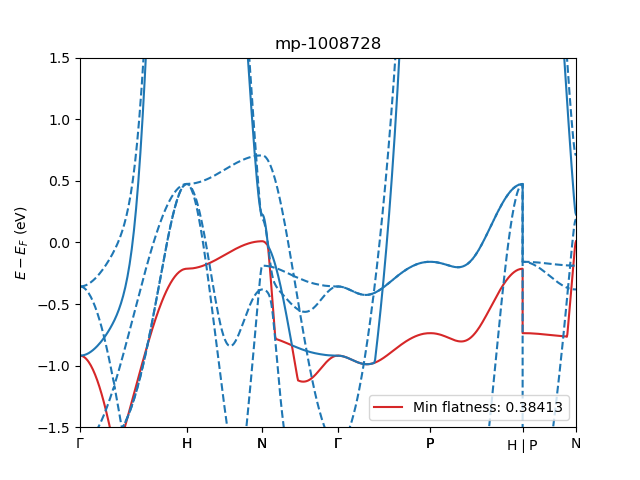 mp-1008728
E − E_F (eV)
1.5
1.0
0.5
0.0
−0.5
−1.0
−1.5
Min flatness: 0.38413
Γ H N Γ P H | P N